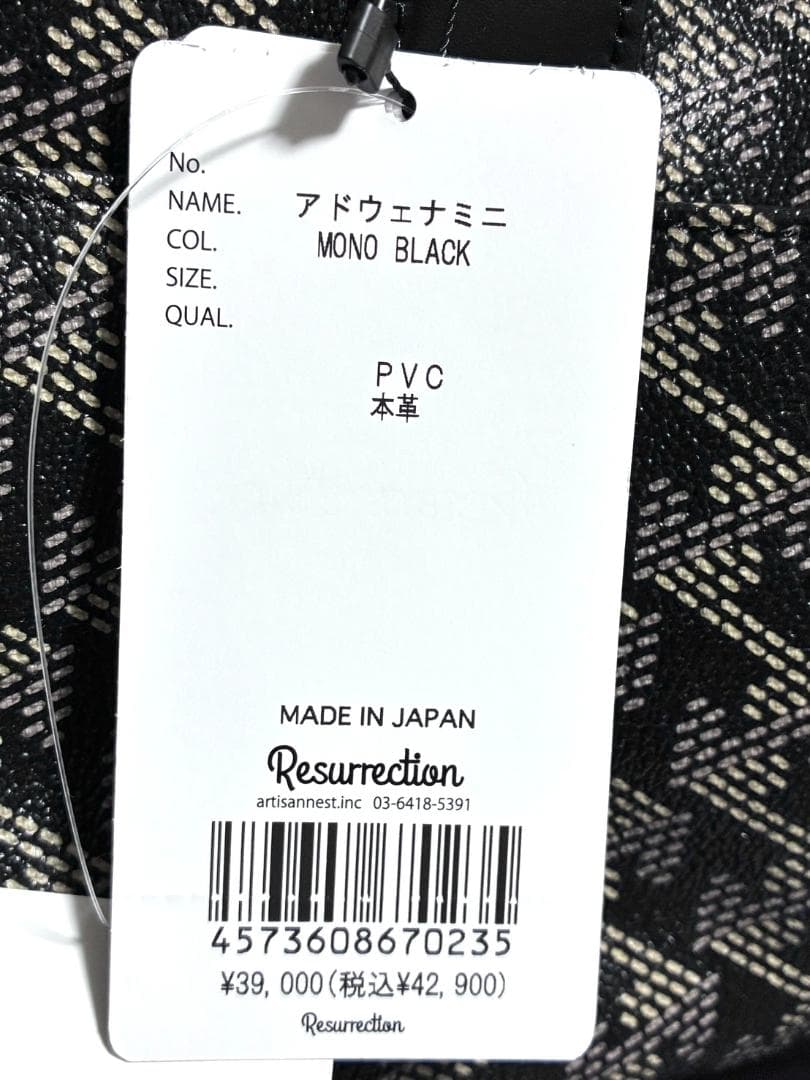 No.
NAME. アドウェナミニ
COL. MONO BLACK
SIZE.
QUAL.
PVC
本革
MADE IN JAPAN
Resurrection
artisannest.inc 03-6418-5391
4573608670235
¥39,000(税込¥42,900)
Resurrection